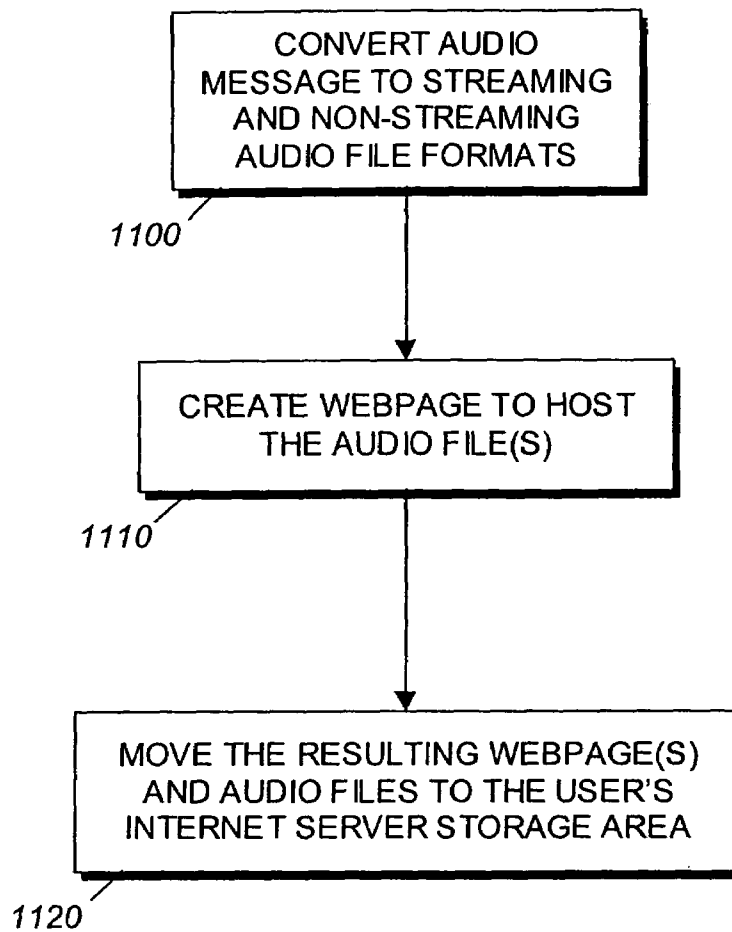 CONVERT AUDIO
MESSAGE TO STREAMING
AND NON-STREAMING
AUDIO FILE FORMATS
1100
CREATE WEBPAGE TO HOST
THE AUDIO FILE(S)
1110
MOVE THE RESULTING WEBPAGE(S)
AND AUDIO FILES TO THE USER'S
INTERNET SERVER STORAGE AREA
1120